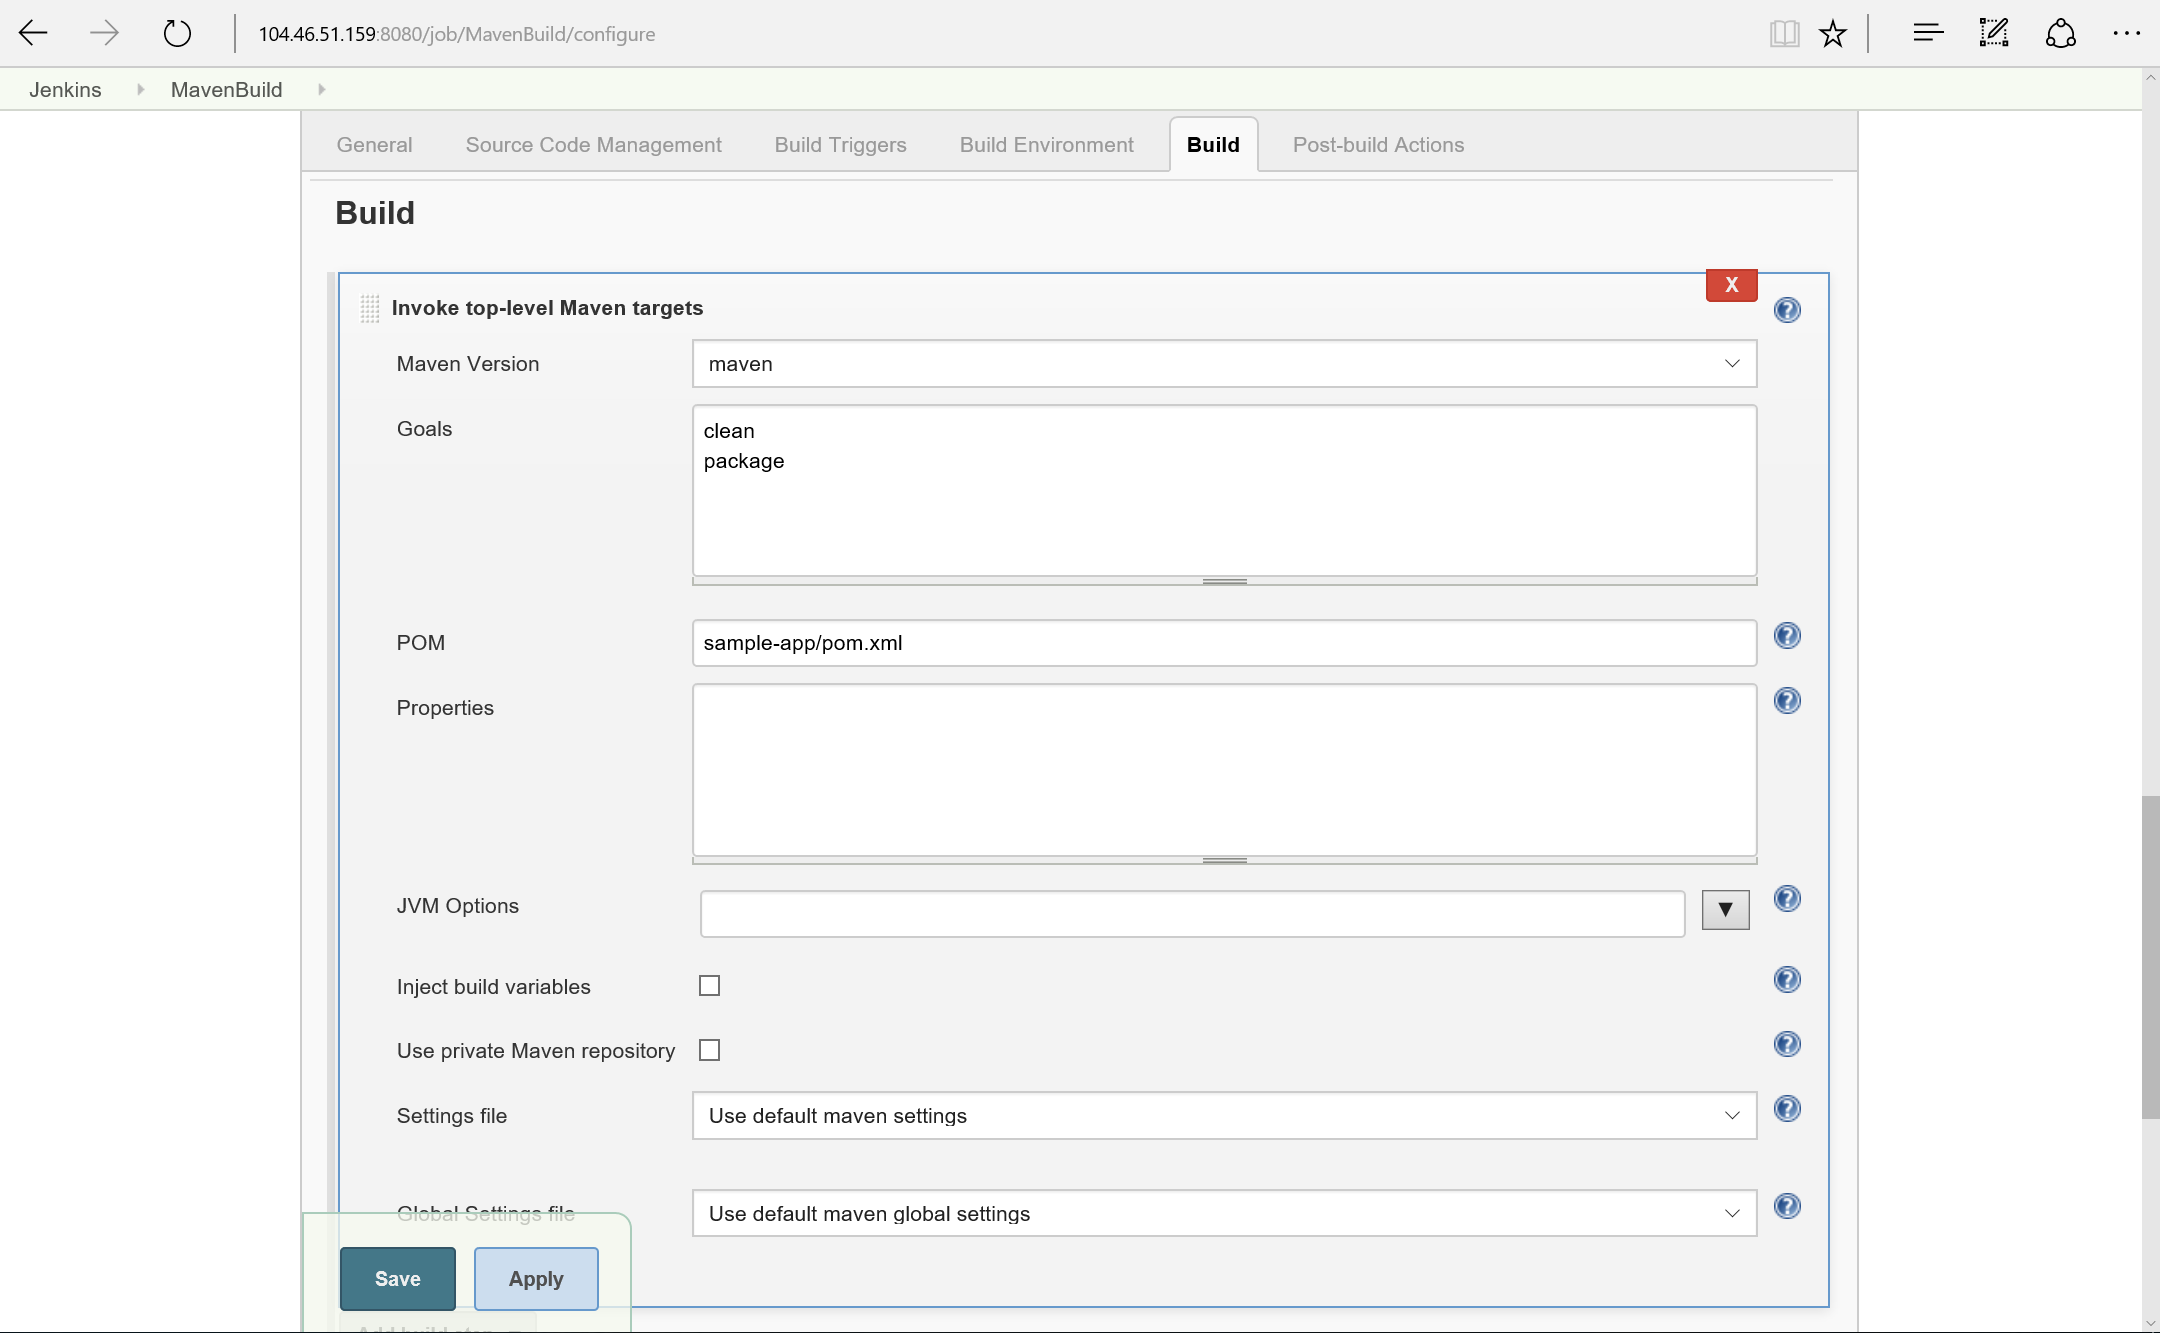 104.46.51.159:8080/job/MavenBuild/configure
Jenkins MavenBuild
General Source Code Management Build Triggers Build Environment Build Post-build Actions
Build
X
Invoke top-level Maven targets
Maven Version maven
Goals clean
package
POM sample-app/pom.xml
Properties
JVM Options
Inject build variables
Use private Maven repository
Settings file Use default maven settings
Global Settings file Use default maven global settings
Save Apply
Add build step